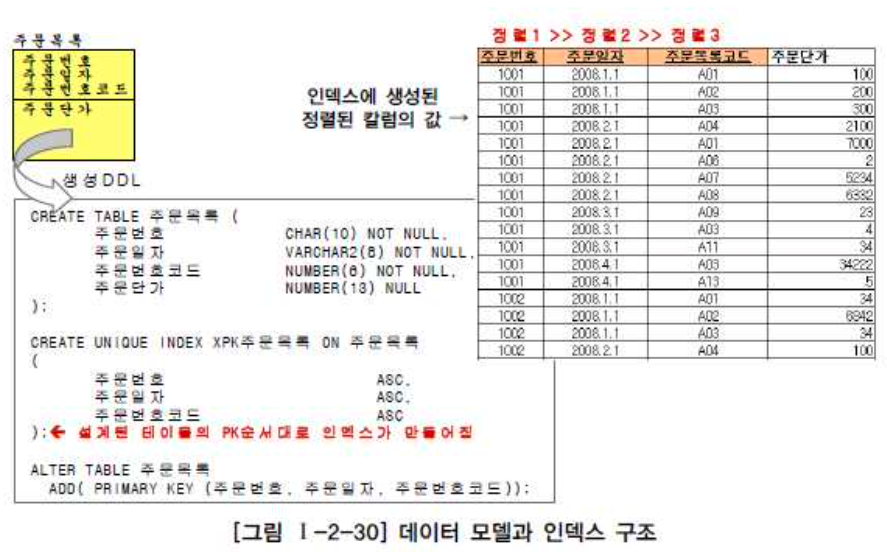 주문목록
주문번호
주문일자
주문번호코드
주문단가
생성DDL
인덱스에 생성된
정렬된 칼럼의 값 →
정렬1 >> 정렬2 >> 정렬3
주문번호 주문일자 주문목록코드 주문단가
1001 2008.1.1 A01 100
1001 2008.1.1 A02 200
1001 2008.1.1 A03 300
1001 2008.2.1 A04 2100
1001 2008.2.1 A01 7000
1001 2008.2.1 A06 2
1001 2008.2.1 A07 5234
1001 2008.2.1 A08 6332
1001 2008.3.1 A09 23
1001 2008.3.1 A03 4
1001 2008.3.1 A11 34
1001 2008.4.1 A03 34222
1001 2008.4.1 A13 5
1002 2008.1.1 A01 34
1002 2008.1.1 A02 6842
1002 2008.1.1 A03 34
1002 2008.2.1 A04 100
CREATE TABLE 주문목록 (
주문번호 CHAR(10) NOT NULL,
주문일자 VARCHAR2(8) NOT NULL,
주문번호코드 NUMBER(6) NOT NULL,
주문단가 NUMBER(13) NULL
);
CREATE UNIQUE INDEX XPK주문목록 ON 주문목록
(
주문번호 ASC,
주문일자 ASC,
주문번호코드 ASC
);← 설계된 테이블의 PK순서대로 인덱스가 만들어짐
ALTER TABLE 주문목록
ADD( PRIMARY KEY (주문번호, 주문일자, 주문번호코드));
[그림 Ⅰ-2-30] 데이터 모델과 인덱스 구조